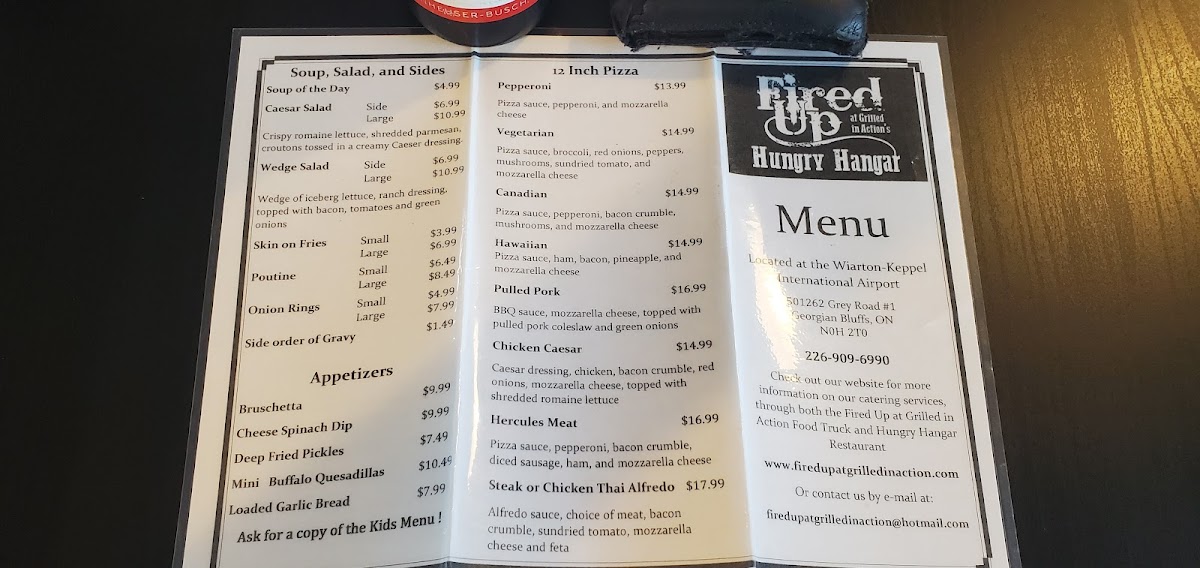 THEUSER-BUSCH
Soup, Salad, and Sides
Soup of the Day $4.99
Caesar Salad Side $6.99
Large $10.99
Crispy romaine lettuce, shredded parmesan,
croutons tossed in a creamy Caeser dressing.
Wedge Salad Side $6.99
Large $10.99
Wedge of iceberg lettuce, ranch dressing,
topped with bacon, tomatoes and green
onions
Skin on Fries Small $3.99
Large $6.99
Poutine Small $6.49
Large $8.49
Onion Rings Small $4.99
Large $7.99
Side order of Gravy $1.49
Appetizers
Bruschetta $9.99
Cheese Spinach Dip $9.99
Deep Fried Pickles $7.49
Mini Buffalo Quesadillas $10.49
Loaded Garlic Bread $7.99
Ask for a copy of the Kids Menu !
12 Inch Pizza
Pepperoni $13.99
Pizza sauce, pepperoni, and mozzarella
cheese
Vegetarian $14.99
Pizza sauce, broccoli, red onions, peppers,
mushrooms, sundried tomato, and
mozzarella cheese
Canadian $14.99
Pizza sauce, pepperoni, bacon crumble,
mushrooms, and mozzarella cheese
Hawaiian $14.99
Pizza sauce, ham, bacon, pineapple, and
mozzarella cheese
Pulled Pork $16.99
BBQ sauce, mozzarella cheese, topped with
pulled pork coleslaw and green onions
Chicken Caesar $14.99
Caesar dressing, chicken, bacon crumble, red
onions, mozzarella cheese, topped with
shredded romaine lettuce
Hercules Meat $16.99
Pizza sauce, pepperoni, bacon crumble,
diced sausage, ham, and mozzarella cheese
Steak or Chicken Thai Alfredo $17.99
Alfredo sauce, choice of meat, bacon
crumble, sundried tomato, mozzarella
cheese and feta
Fired
Up at Grilled
in Action's
Hungry Hangar
Menu
Located at the Wiarton-Keppel
International Airport
501262 Grey Road #1
Georgian Bluffs, ON
N0H 2T0
226-909-6990
Check out our website for more
information on our catering services,
through both the Fired Up at Grilled in
Action Food Truck and Hungry Hangar
Restaurant
www.firedupatgrilledinaction.com
Or contact us by e-mail at:
firedupatgrilledinaction@hotmail.com